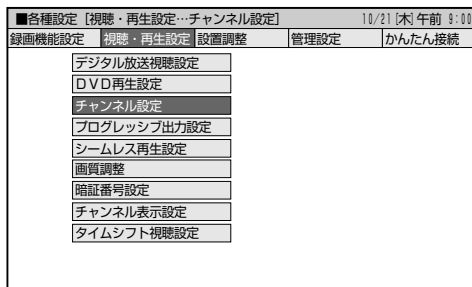 ■各種設定 [視聴・再生設定…チャンネル設定] 10/21[木]午前 9:00
録画機能設定 視聴・再生設定 設置調整 管理設定 かんたん接続
デジタル放送視聴設定
DVD再生設定
チャンネル設定
プログレッシブ出力設定
シームレス再生設定
画質調整
暗証番号設定
チャンネル表示設定
タイムシフト視聴設定